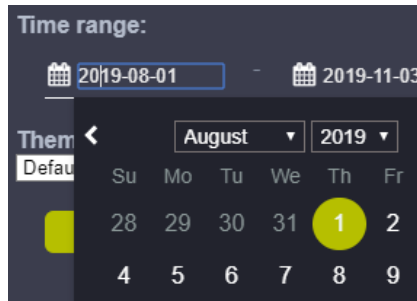 Time range:
2019-08-01 - 2019-11-03
Them
August 2019
Defau
Su Mo Tu We Th Fr
28 29 30 31 1 2
4 5 6 7 8 9